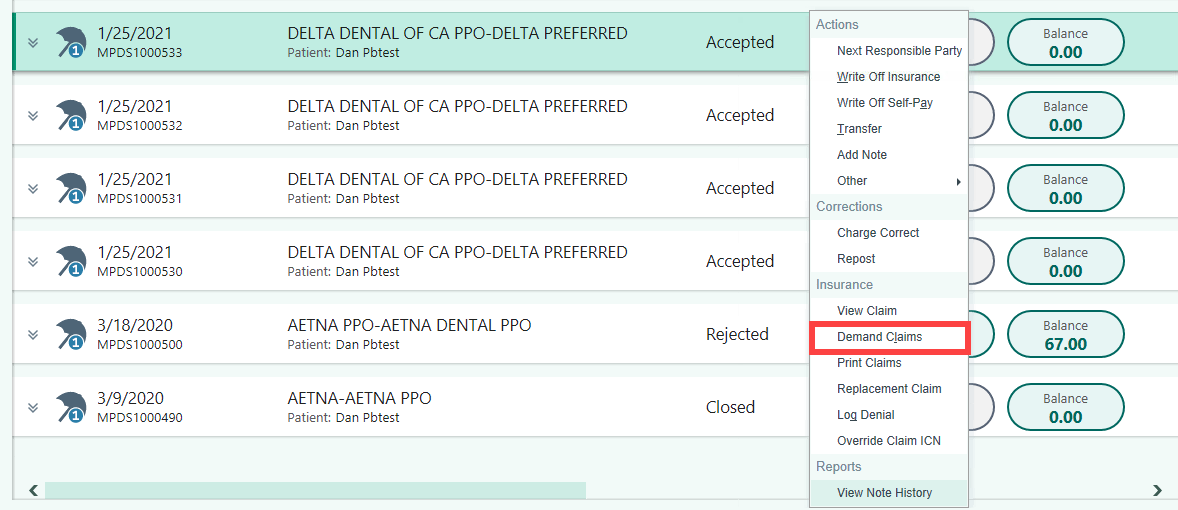 1/25/2021
MPDS1000533
1
DELTA DENTAL OF CA PPO-DELTA PREFERRED
Patient: Dan Pbtest
Accepted
Balance
0.00
1/25/2021
MPDS1000532
1
DELTA DENTAL OF CA PPO-DELTA PREFERRED
Patient: Dan Pbtest
Accepted
Balance
0.00
1/25/2021
MPDS1000531
1
DELTA DENTAL OF CA PPO-DELTA PREFERRED
Patient: Dan Pbtest
Accepted
Balance
0.00
1/25/2021
MPDS1000530
1
DELTA DENTAL OF CA PPO-DELTA PREFERRED
Patient: Dan Pbtest
Accepted
Balance
0.00
3/18/2020
MPDS1000500
1
AETNA PPO-AETNA DENTAL PPO
Patient: Dan Pbtest
Rejected
Balance
67.00
3/9/2020
MPDS1000490
1
AETNA-AETNA PPO
Patient: Dan Pbtest
Closed
Balance
0.00
Actions
Next Responsible Party
Write Off Insurance
Write Off Self-Pay
Transfer
Add Note
Other
Corrections
Charge Correct
Repost
Insurance
View Claim
Demand Claims
Print Claims
Replacement Claim
Log Denial
Override Claim ICN
Reports
View Note History